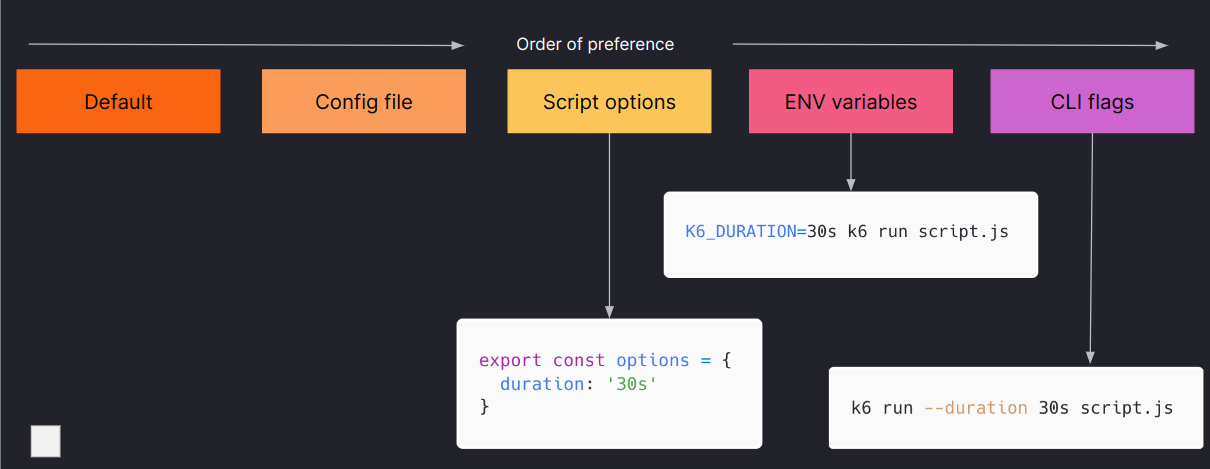 Order of preference
Default
Config file
Script options
ENV variables
CLI flags
K6_DURATION=30s k6 run script.js
export const options = {
  duration: '30s'
}
k6 run --duration 30s script.js